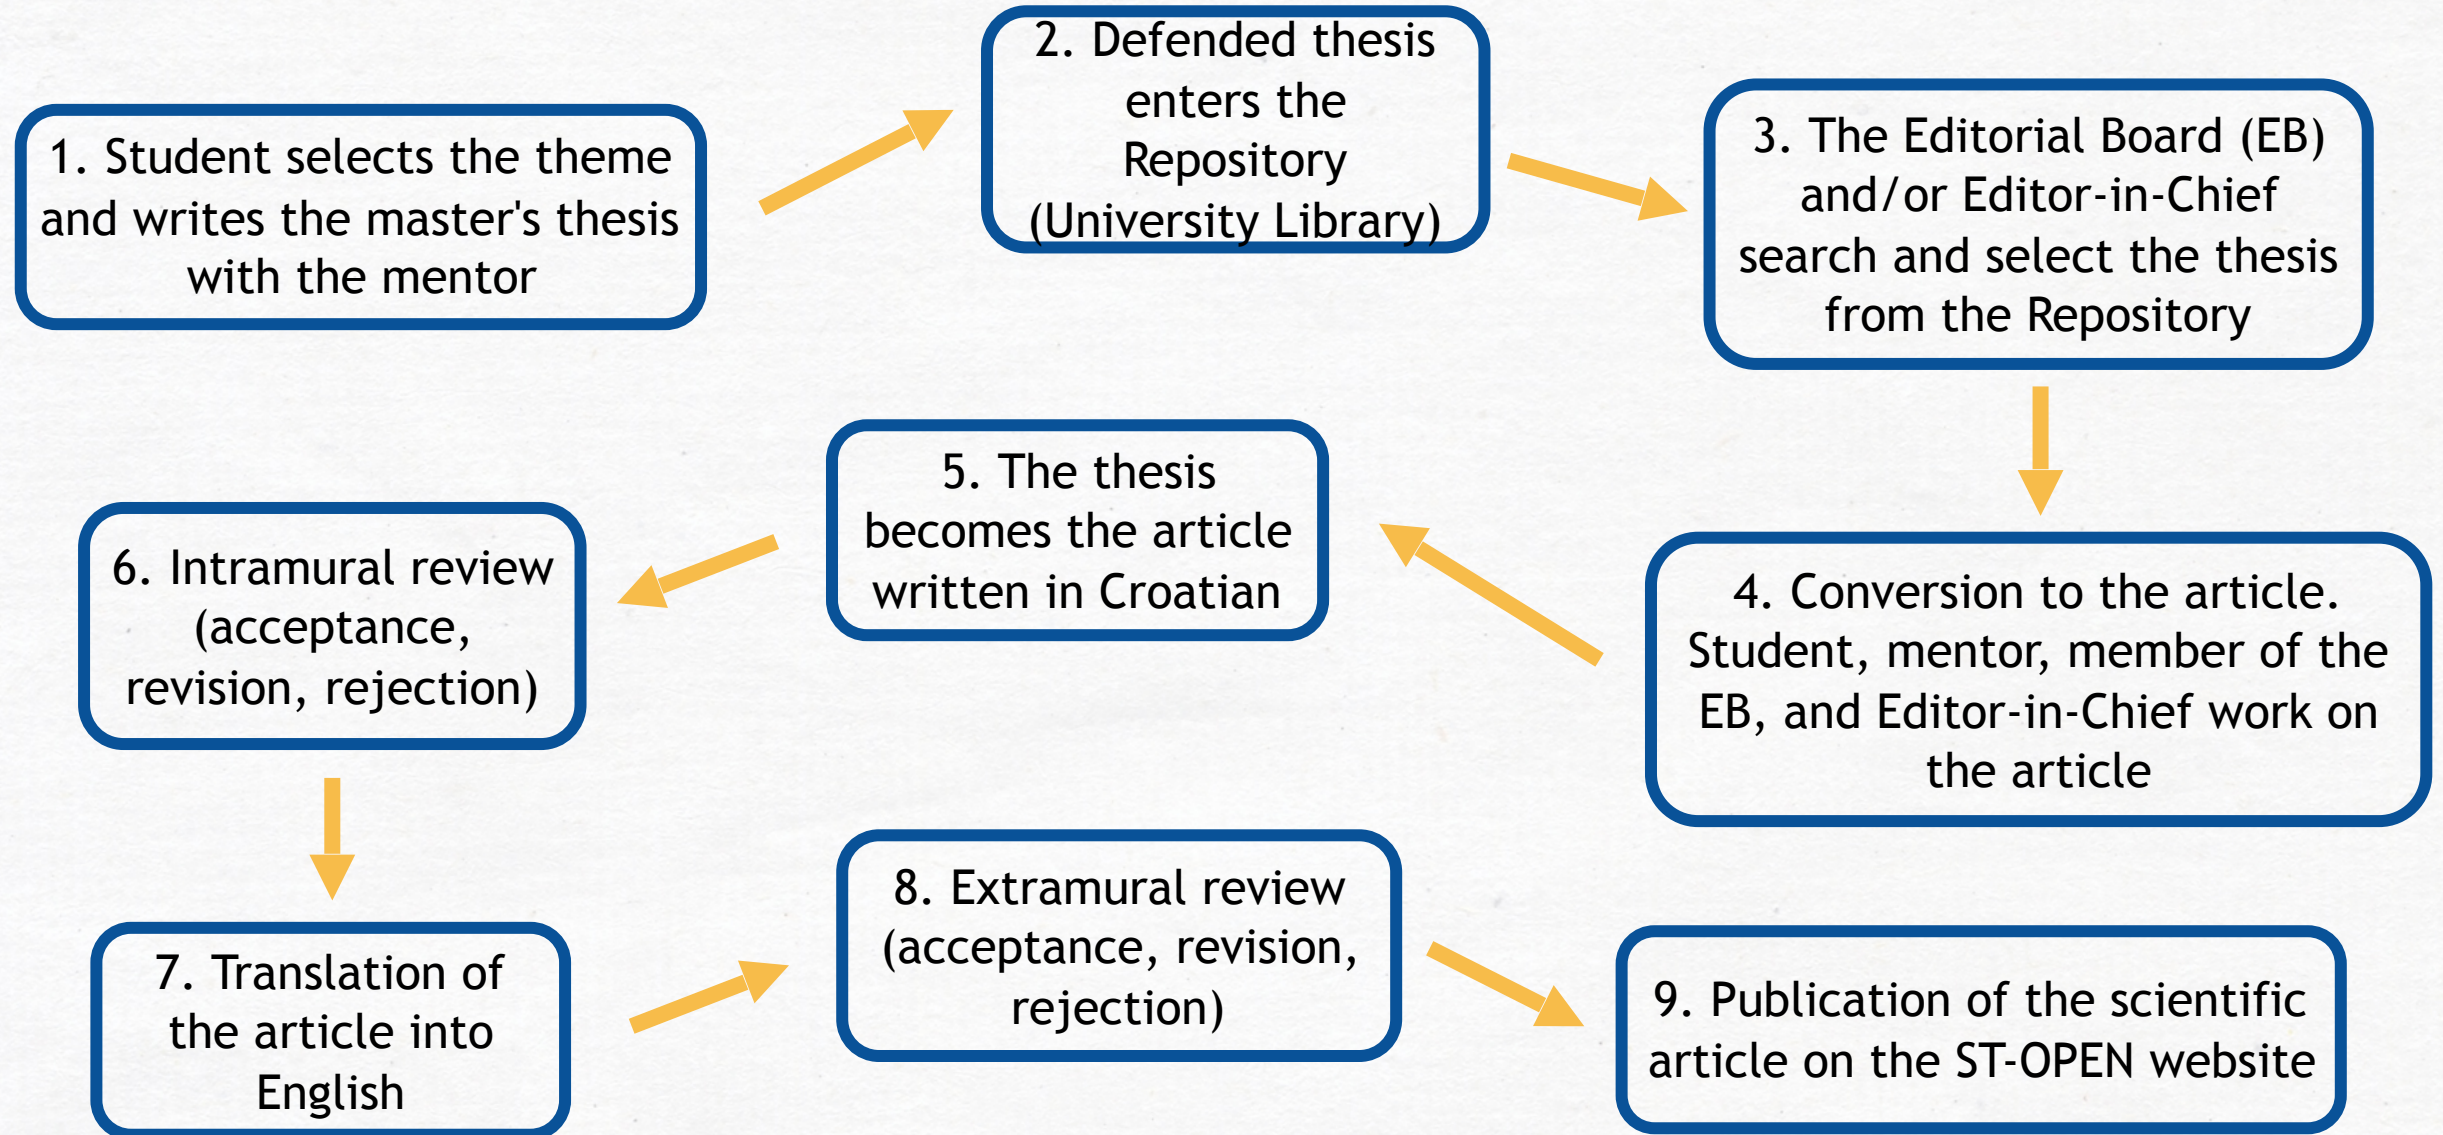 1. Student selects the theme
and writes the master's thesis
with the mentor
2. Defended thesis
enters the
Repository
(University Library)
3. The Editorial Board (EB)
and/or Editor-in-Chief
search and select the thesis
from the Repository
4. Conversion to the article.
Student, mentor, member of the
EB, and Editor-in-Chief work on
the article
5. The thesis
becomes the article
written in Croatian
6. Intramural review
(acceptance,
revision, rejection)
7. Translation of
the article into
English
8. Extramural review
(acceptance, revision,
rejection)
9. Publication of the scientific
article on the ST-OPEN website